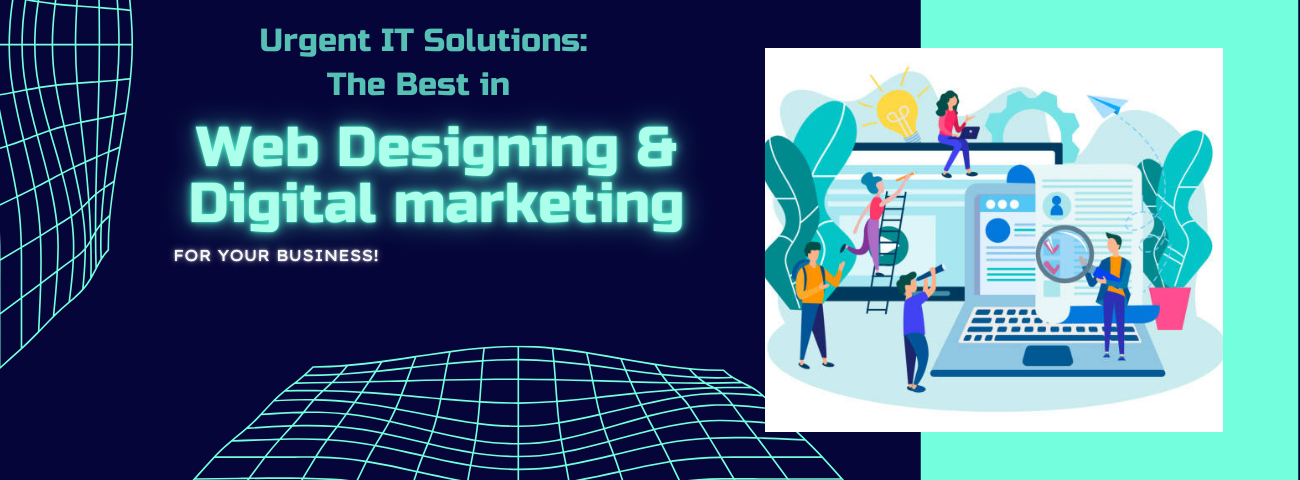 Urgent IT Solutions:
The Best in
Web Designing &
Digital marketing
FOR YOUR BUSINESS!